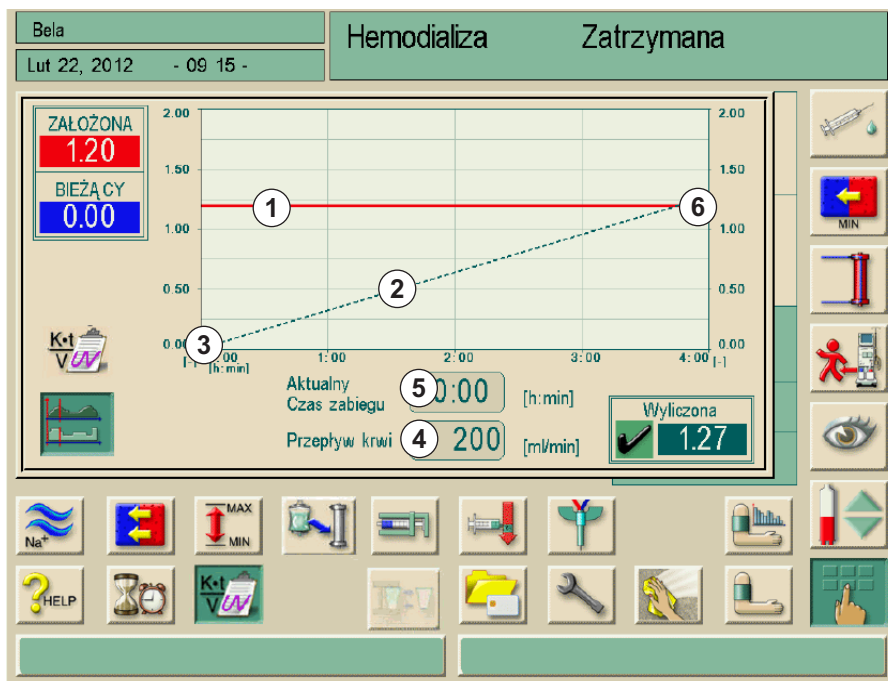 Bela
Hemodializa Zatrzymana
Lut 22, 2012 - 09 15 -
ZAŁOŻONA
1.20
BIEŻĄCY
0.00
2.00
1.50
1.00
0.50
0.00
2.00
1.50
1.00
0.50
0.00
1
2
3
6
[-] :00 1:00 2:00 3:00 4:00 [-]
[h:min]
K•t
V UV
Aktualny
Czas zabiegu 5 0:00 [h:min]
Przepływ krwi 4 200 [ml/min]
Wyliczona
1.27
MIN
Na+
MAX
MIN
?HELP
K•t
V UV